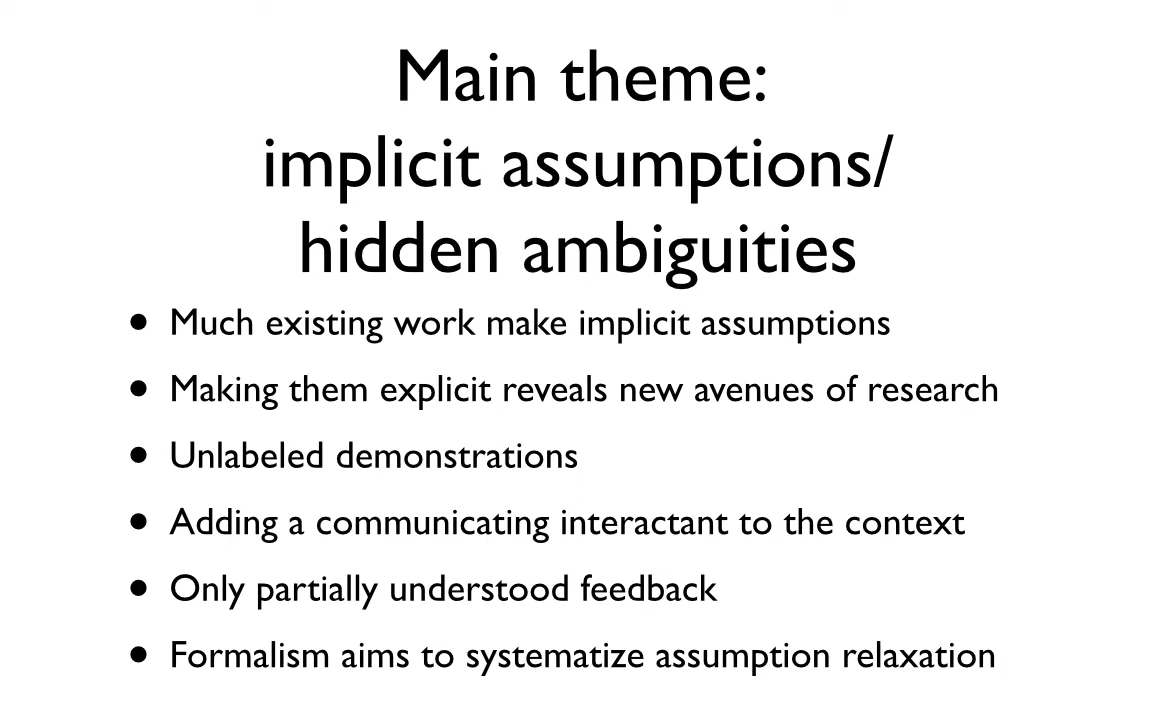 Main theme:
implicit assumptions/
hidden ambiguities
• Much existing work make implicit assumptions
• Making them explicit reveals new avenues of research
• Unlabeled demonstrations
• Adding a communicating interactant to the context
• Only partially understood feedback
• Formalism aims to systematize assumption relaxation